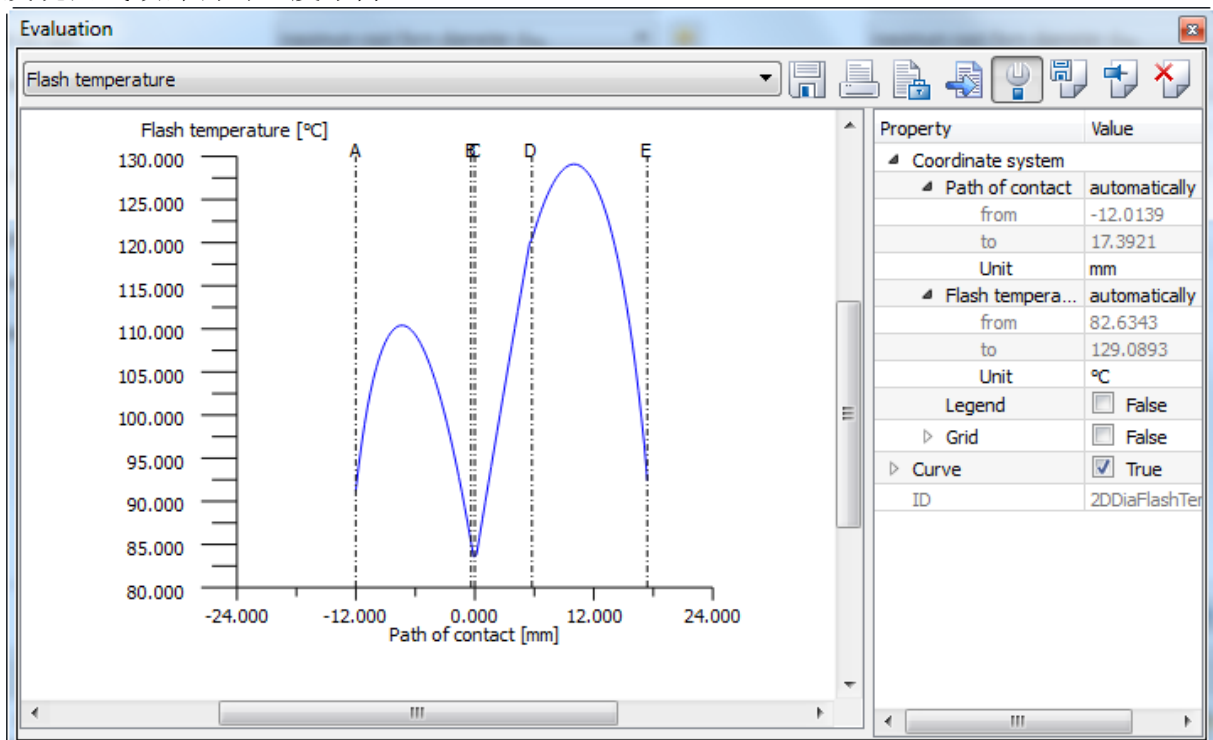 Evaluation
Flash temperature
Flash temperature [°C]
A
B
C
D
E
130.000
125.000
120.000
115.000
110.000
105.000
100.000
95.000
90.000
85.000
80.000
-24.000
-12.000
0.000
12.000
24.000
Path of contact [mm]
Property Value
Coordinate system
Path of contact automatically
from -12.0139
to 17.3921
Unit mm
Flash tempera... automatically
from 82.6343
to 129.0893
Unit °C
Legend False
Grid False
Curve True
ID 2DDiaFlashTer